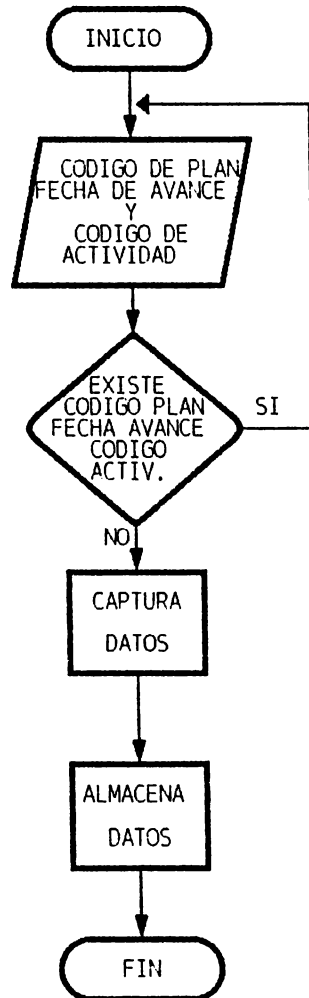 INICIO
CODIGO DE PLAN
FECHA DE AVANCE
Y
CODIGO DE
ACTIVIDAD
EXISTE
CODIGO PLAN
FECHA AVANCE
CODIGO
ACTIV.
SI
NO
CAPTURA
DATOS
ALMACENA
DATOS
FIN